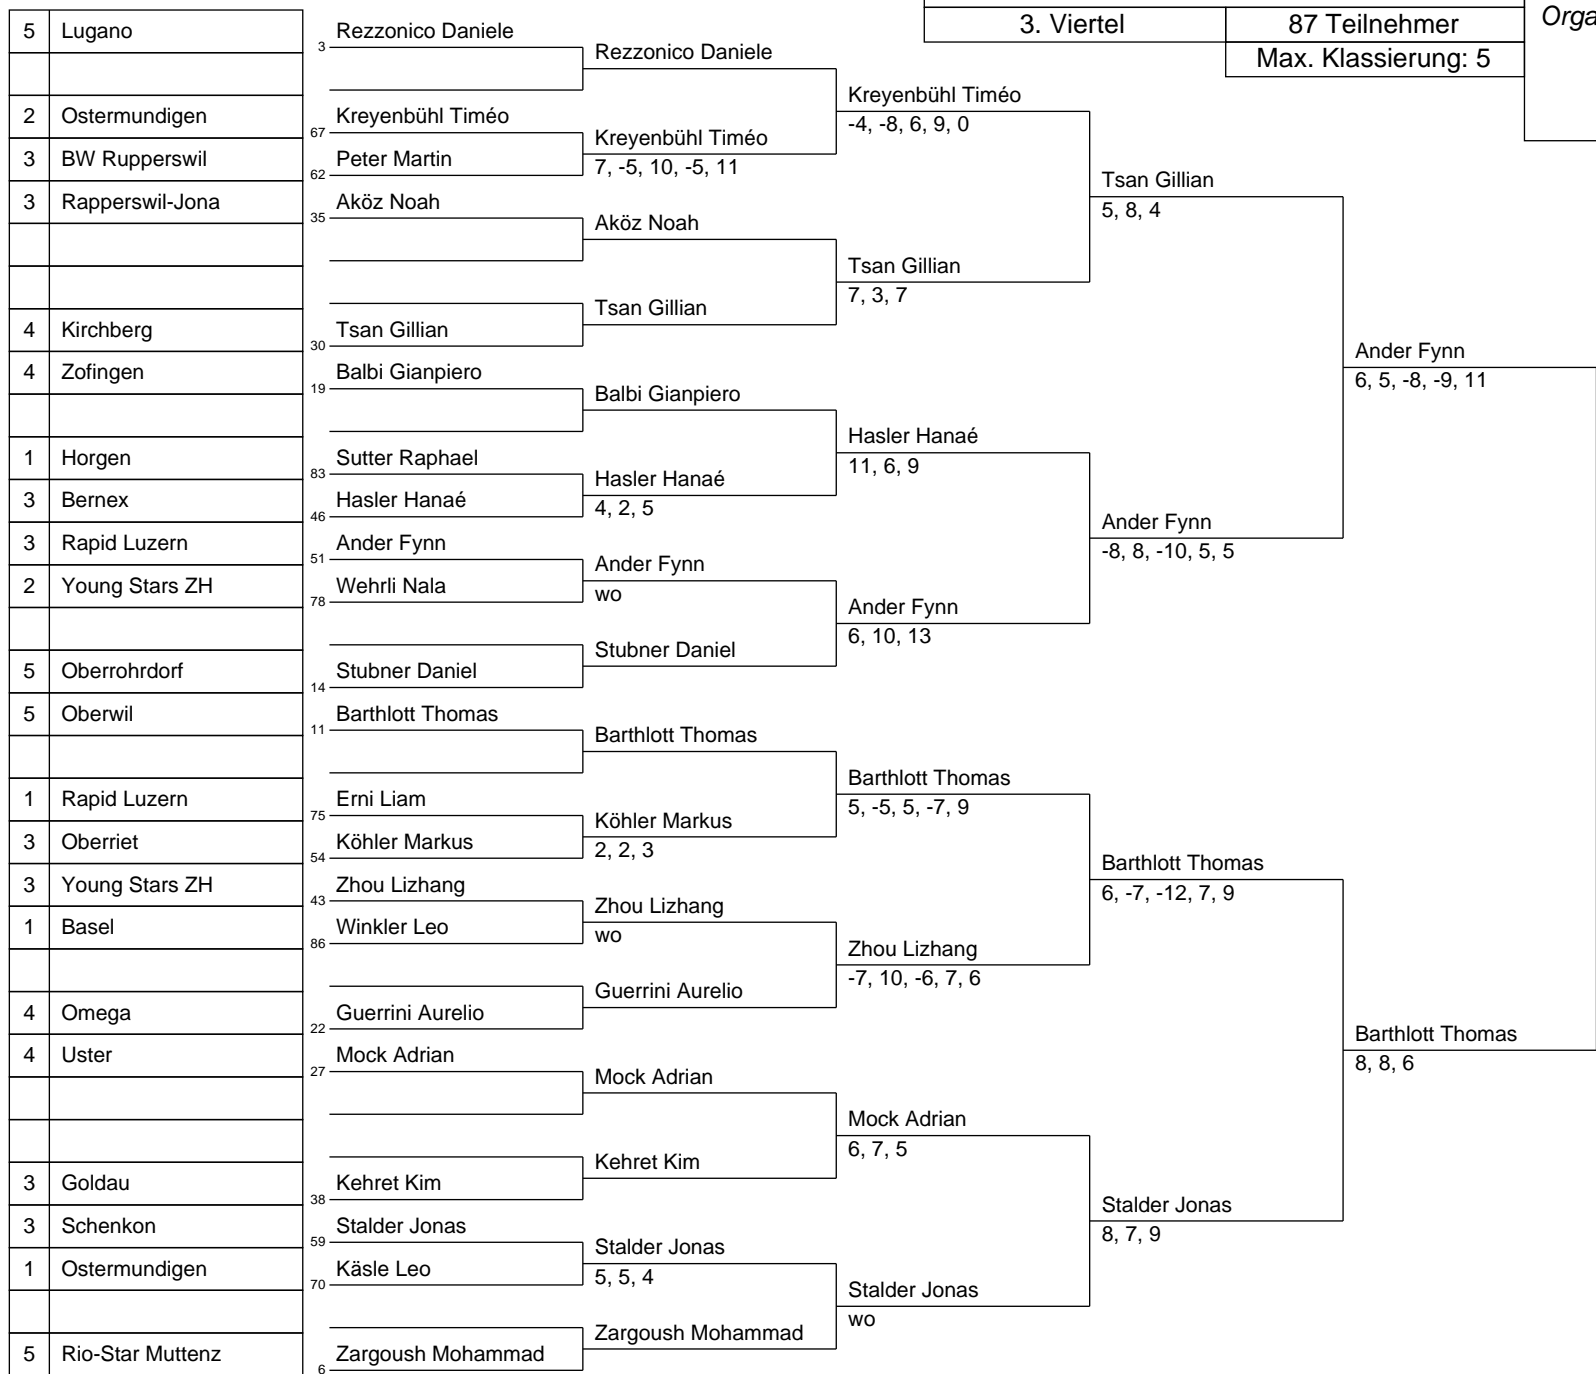 3. Viertel 87 Teilnehmer
Max. Klassierung: 5
5 Lugano 3 Rezzonico Daniele
Rezzonico Daniele
Kreyenbühl Timéo
-4, -8, 6, 9, 0
2 Ostermundigen 67 Kreyenbühl Timéo
Kreyenbühl Timéo
7, -5, 10, -5, 11
3 BW Rupperswil 62 Peter Martin
Tsan Gillian
5, 8, 4
3 Rapperswil-Jona 35 Aköz Noah
Aköz Noah
Tsan Gillian
7, 3, 7
Tsan Gillian
4 Kirchberg 30 Tsan Gillian
Ander Fynn
6, 5, -8, -9, 11
4 Zofingen 19 Balbi Gianpiero
Balbi Gianpiero
Hasler Hanaé
11, 6, 9
1 Horgen 83 Sutter Raphael
Hasler Hanaé
4, 2, 5
3 Bernex 46 Hasler Hanaé
Ander Fynn
-8, 8, -10, 5, 5
3 Rapid Luzern 51 Ander Fynn
Ander Fynn
wo
2 Young Stars ZH 78 Wehrli Nala
Ander Fynn
6, 10, 13
Stubner Daniel
5 Oberrohrdorf 14 Stubner Daniel
5 Oberwil 11 Barthlott Thomas
Barthlott Thomas
Barthlott Thomas
5, -5, 5, -7, 9
1 Rapid Luzern 75 Erni Liam
Köhler Markus
2, 2, 3
3 Oberriet 54 Köhler Markus
Barthlott Thomas
6, -7, -12, 7, 9
3 Young Stars ZH 43 Zhou Lizhang
Zhou Lizhang
wo
1 Basel 86 Winkler Leo
Zhou Lizhang
-7, 10, -6, 7, 6
Guerrini Aurelio
4 Omega 22 Guerrini Aurelio
Barthlott Thomas
8, 8, 6
4 Uster 27 Mock Adrian
Mock Adrian
Mock Adrian
6, 7, 5
Kehret Kim
3 Goldau 38 Kehret Kim
Stalder Jonas
8, 7, 9
3 Schenkon 59 Stalder Jonas
Stalder Jonas
5, 5, 4
1 Ostermundigen 70 Käsle Leo
Stalder Jonas
wo
Zargoush Mohammad
5 Rio-Star Muttenz 6 Zargoush Mohammad